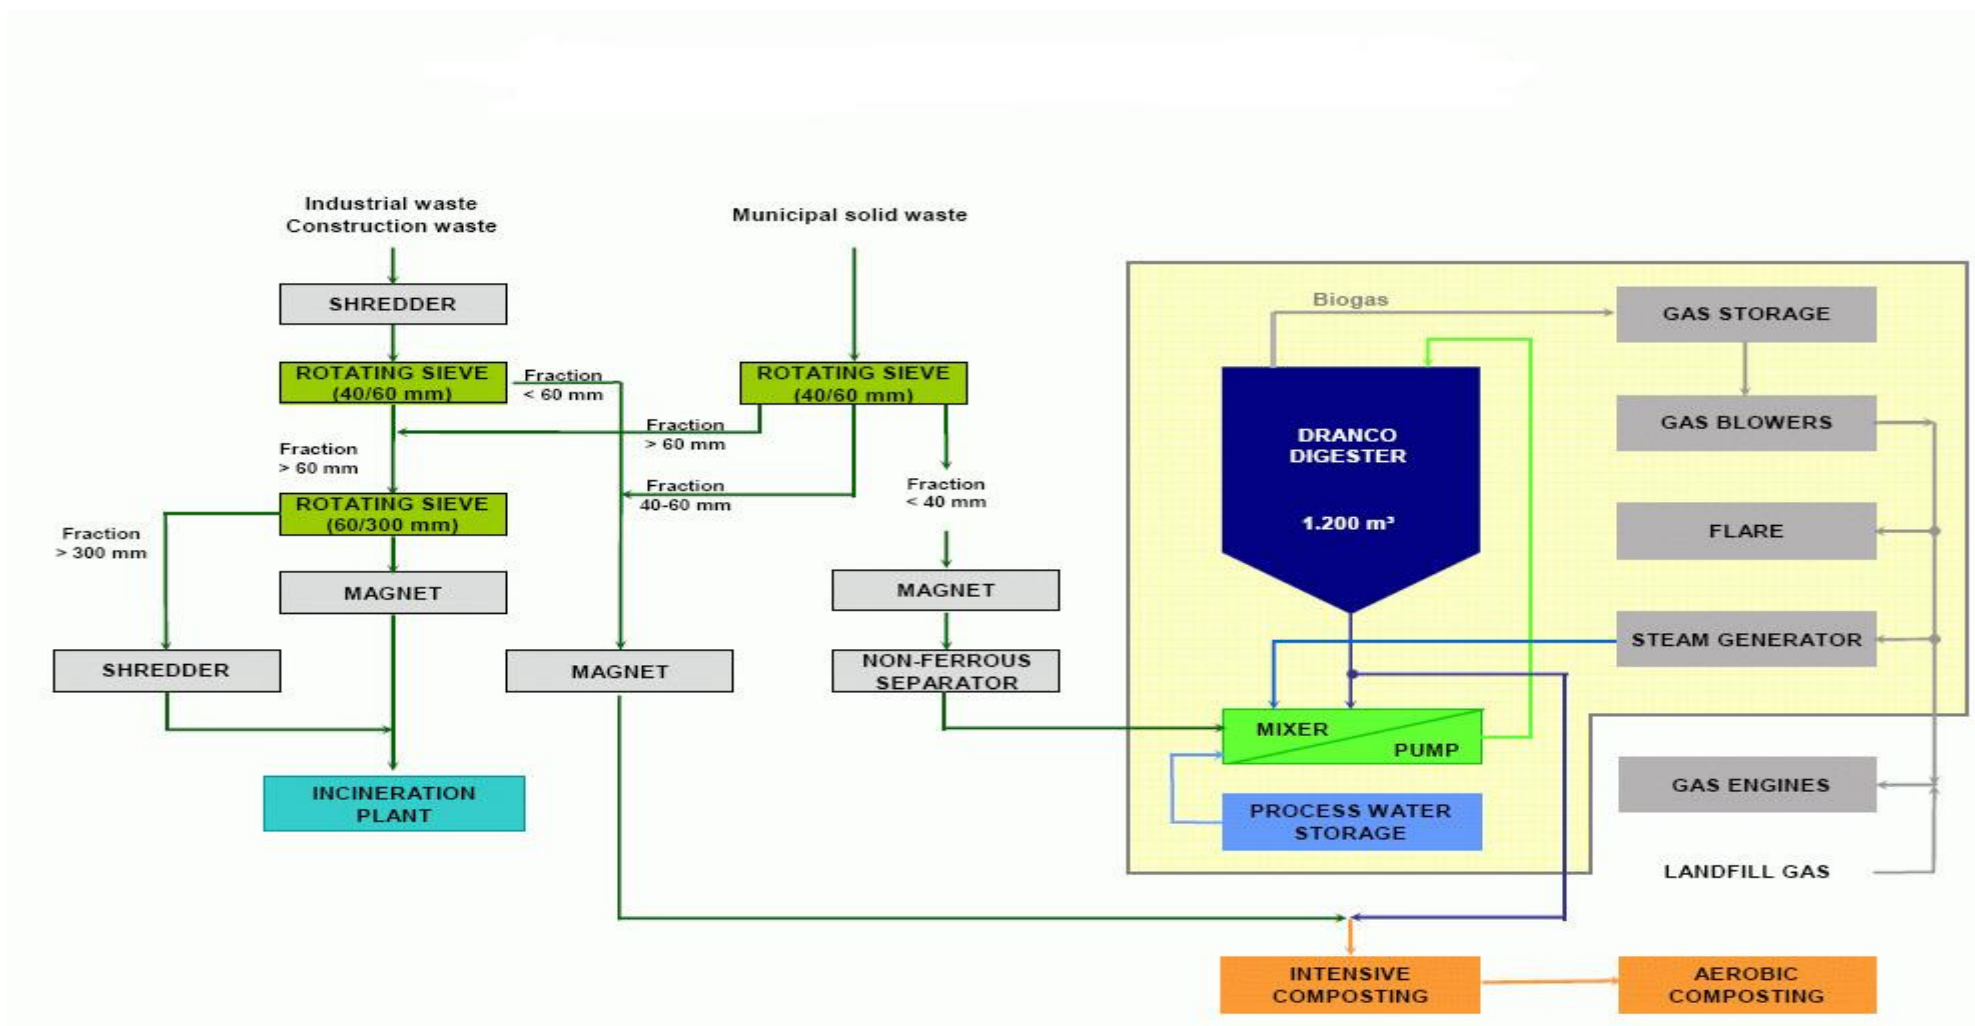 Industrial waste
Construction waste
Municipal solid waste
SHREDDER
Biogas
GAS STORAGE
ROTATING SIEVE
(40/60 mm)
Fraction
< 60 mm
ROTATING SIEVE
(40/60 mm)
Fraction
> 60 mm
GAS BLOWERS
DRANCO
DIGESTER
1.200 m³
Fraction
> 60 mm
Fraction
40-60 mm
Fraction
< 40 mm
ROTATING SIEVE
(60/300 mm)
Fraction
> 300 mm
FLARE
MAGNET
MAGNET
STEAM GENERATOR
SHREDDER
MAGNET
NON-FERROUS
SEPARATOR
MIXER
PUMP
INCINERATION
PLANT
PROCESS WATER
STORAGE
GAS ENGINES
LANDFILL GAS
INTENSIVE
COMPOSTING
AEROBIC
COMPOSTING